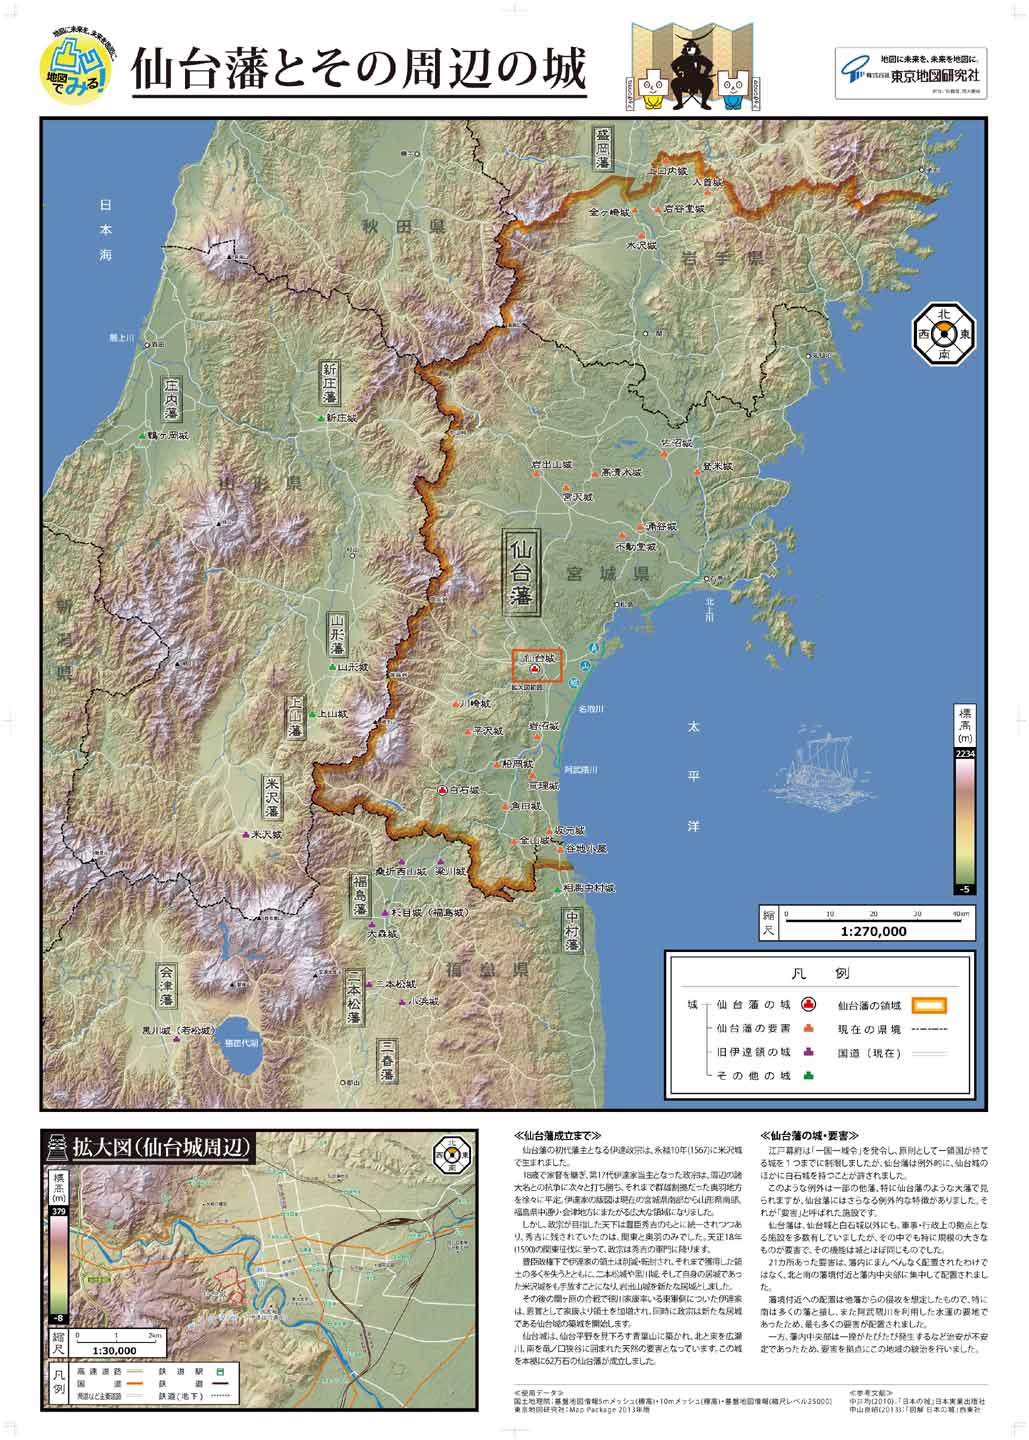 地図に未来を、未来を地図に。
凸凹
地図
でみる!
仙台藩とその周辺の城
地図に未来を、未来を地図に。
株式会社 東京地図研究社
日本海
太平洋
北
西 東
南
盛岡藩
上口内城
人首城
金ヶ崎城
岩谷堂城
水沢城
秋田県
岩手県
一関
最上川
酒田
庄内藩
鶴ヶ岡城
新庄藩
新庄城
山形県
佐沼城
登米城
岩出山城
高清水城
宮沢城
涌谷城
不動堂城
仙台藩
宮城県
北上川
新潟県
山形藩
山形城
仙台城
拡大図範囲
上山藩
上山城
川崎城
平沢城
岩沼城
名取川
船岡城
亘理城
阿武隈川
白石城
角田城
米沢藩
米沢城
金山城
坂元城
谷地小屋
桑折西山城
梁川城
福島藩
相馬中村城
中村藩
杉目城(福島城)
大森城
福島県
会津藩
二本松藩
二本松城
小浜城
黒川城(若松城)
猪苗代湖
三春藩
郡山
標高(m)
2234
-5
縮尺
0 10 20 30 40km
1:270,000
凡例
城
仙台藩の城
仙台藩の要害
旧伊達領の城
その他の城
仙台藩の領域
現在の県境
国道(現在)
拡大図(仙台城周辺)
北
西 東
南
標高(m)
379
-8
縮尺
0 1 2km
1:30,000
凡例
高速道路
国道
鉄道駅
鉄道
鉄道(地下)
≪仙台藩成立まで≫
仙台藩の初代藩主となる伊達政宗は、永禄10年(1567)に米沢城
で生まれました。
18歳で家督を継ぎ、第17代伊達家当主となった政宗は、周辺の諸
大名との抗争に次々と打ち勝ち、それまで群雄割拠だった奥羽地方
を徐々に平定、伊達家の版図は現在の宮城県南部から山形県南部、
福島県中通り・会津地方にまたがる広大な領域になりました。
しかし、政宗が目指した天下は豊臣秀吉のもとに統一されつつあ
り、秀吉に残されていたのは、関東と奥羽のみでした。天正18年
(1590)の関東征伐に至って、政宗は秀吉の軍門に降ります。
豊臣政権下で伊達家の領土は削減・転封され、それまで獲得した領
土の多くを失うとともに、二本松城や黒川城、そして自身の居城であっ
た米沢城をも手放すことになり、岩出山城を新たな居城としました。
その後の関ヶ原の合戦で徳川家康率いる東軍側についた伊達家
は、恩賞として家康より領土を加増され、同時に政宗は新たな居城
である仙台城の築城を開始します。
仙台城は、仙台平野を見下ろす青葉山に築かれ、北と東を広瀬
川、南を竜ノ口狭谷に囲まれた天然の要害となっています。この城
を本拠に62万石の仙台藩が成立しました。
≪仙台藩の城・要害≫
江戸幕府は「一国一城令」を発令し、原則として一領国が持て
る城を1つまでに制限しましたが、仙台藩は例外的に、仙台城の
ほかに白石城を持つことが許されました。
このような例外は一部の他藩、特に仙台藩のような大藩で見
られますが、仙台藩にはさらなる例外的な特徴がありました。そ
れが「要害」と呼ばれた施設です。
仙台藩は、仙台城と白石城以外にも、軍事・行政上の拠点とな
る施設を多数有していましたが、その中でも特に規模の大きな
ものが要害で、その機能は城とほぼ同じものでした。
21カ所あった要害は、藩内にまんべんなく配置されたわけで
はなく、北と南の藩境付近と藩内中央部に集中して配置されまし
た。
藩境付近への配置は他藩からの侵攻を想定したもので、特に
南は多くの藩と接し、また阿武隈川を利用した水運の要地で
あったため、最も多くの要害が配置されました。
一方、藩内中央部は一揆がたびたび発生するなど治安が不安
定であったため、要害を拠点にこの地域の統治を行いました。
≪使用データ≫
国土地理院:基盤地図情報5mメッシュ(標高)・10mメッシュ(標高)・基盤地図情報(縮尺レベル25000)
東京地図研究社:Map Package 2013年版
≪参考文献≫
中井均(2010):「日本の城」日本実業出版社
中山良昭(2013):「図解 日本の城」西東社